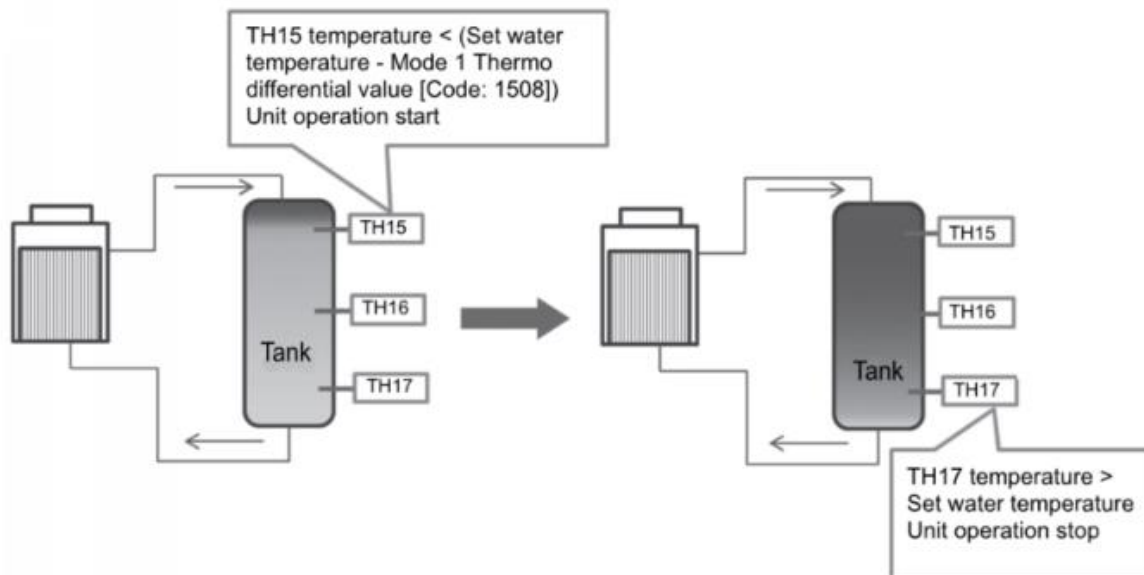 TH15 temperature < (Set water
temperature - Mode 1 Thermo
differential value [Code: 1508])
Unit operation start
TH15
TH16
Tank
TH17
TH15
TH16
Tank
TH17
TH17 temperature >
Set water temperature
Unit operation stop